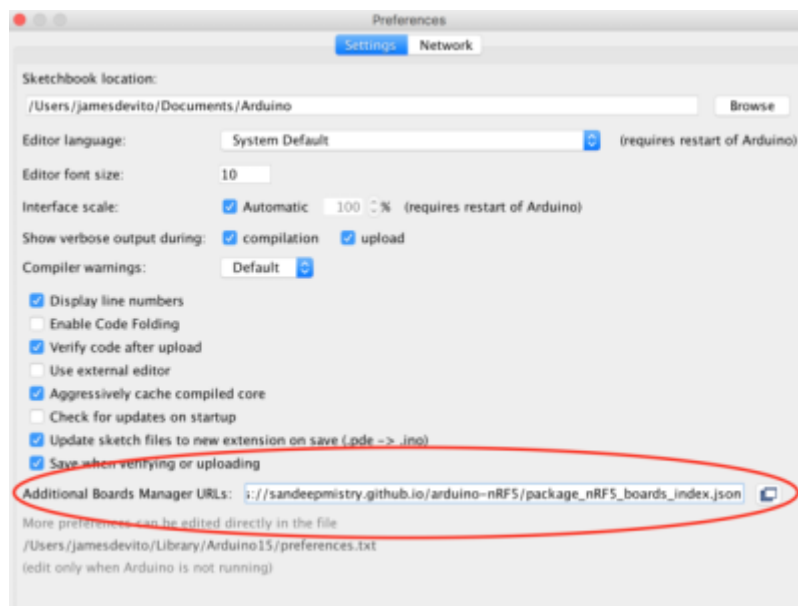 Preferences
Settings Network
Sketchbook location:
/Users/jamesdevito/Documents/Arduino Browse
Editor language: System Default (requires restart of Arduino)
Editor font size: 10
Interface scale: Automatic 100 % (requires restart of Arduino)
Show verbose output during: compilation upload
Compiler warnings: Default
Display line numbers
Enable Code Folding
Verify code after upload
Use external editor
Aggressively cache compiled core
Check for updates on startup
Update sketch files to new extension on save (.pde -> .ino)
Save when verifying or uploading
Additional Boards Manager URLs: s://sandeepmistry.github.io/arduino-nRF5/package_nRF5_boards_index.json
More preferences can be edited directly in the file
/Users/jamesdevito/Library/Arduino15/preferences.txt
(edit only when Arduino is not running)